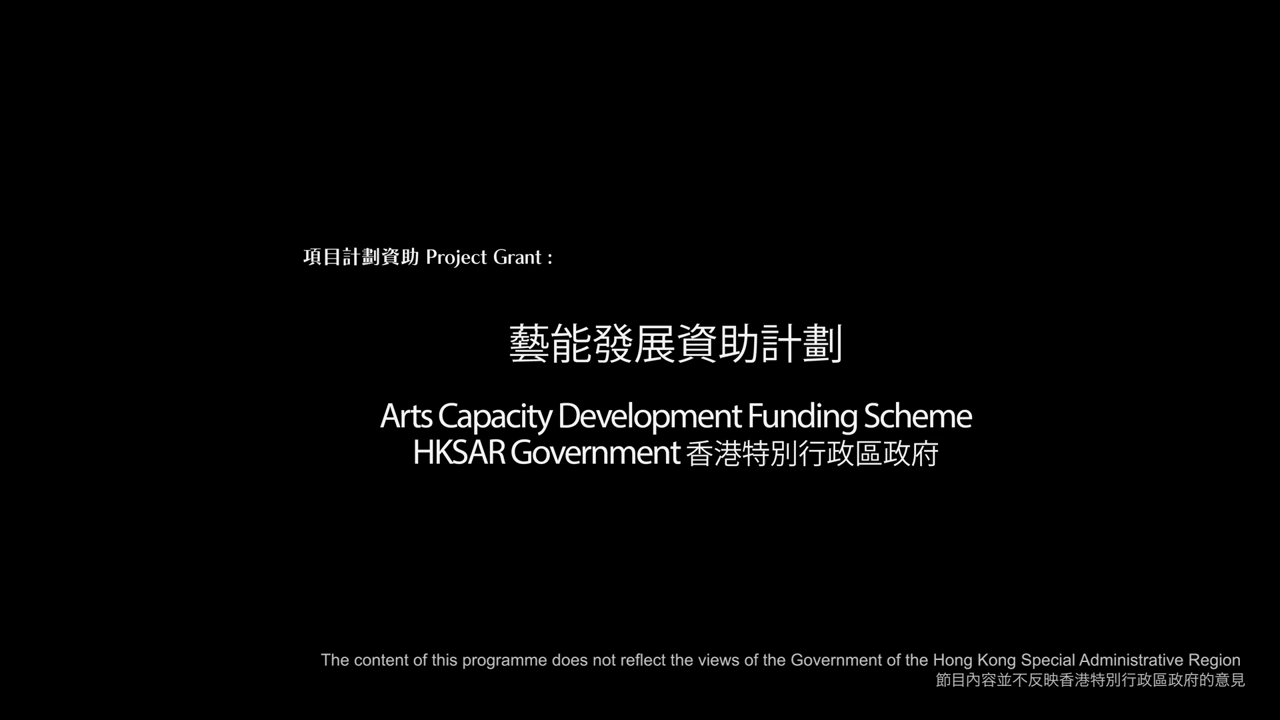 項目計劃資助 Project Grant :
藝能發展資助計劃
Arts Capacity Development Funding Scheme
HKSAR Government 香港特別行政區政府
The content of this programme does not reflect the views of the Government of the Hong Kong Special Administrative Region
節目內容並不反映香港特別行政區政府的意見